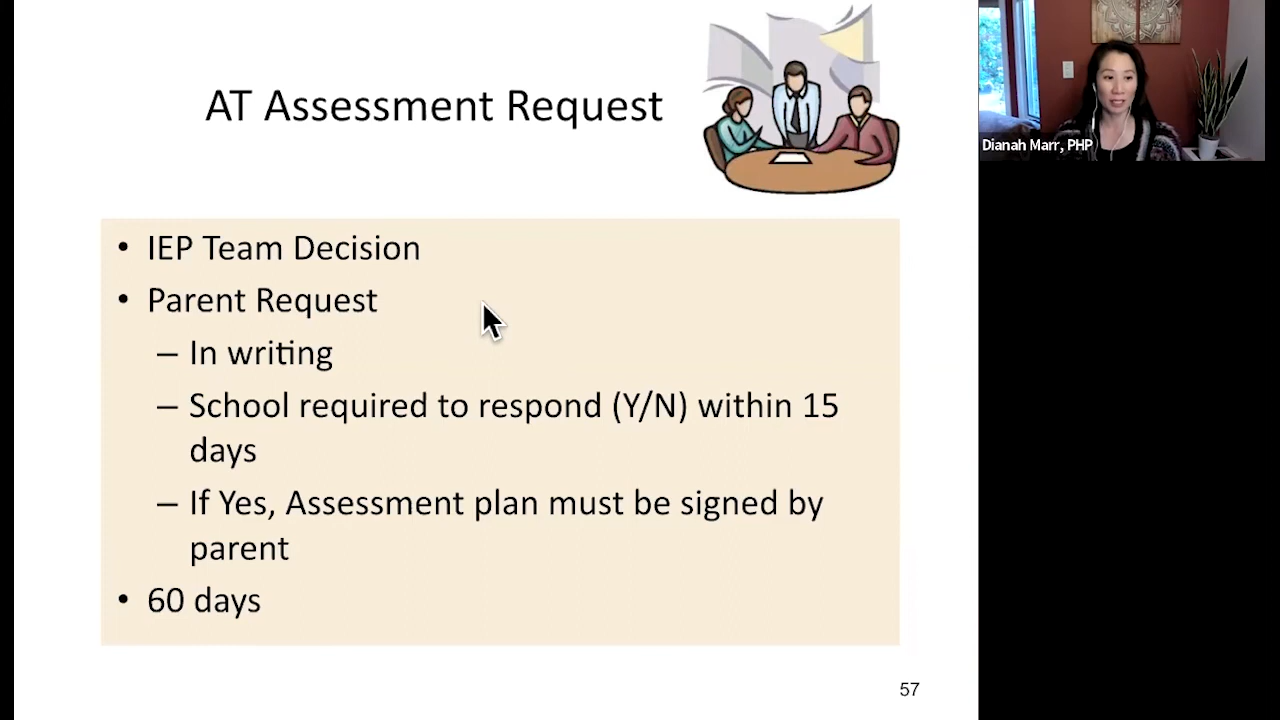 AT Assessment Request
• IEP Team Decision
• Parent Request
– In writing
– School required to respond (Y/N) within 15
days
– If Yes, Assessment plan must be signed by
parent
• 60 days
57
Dianah Marr, PHP